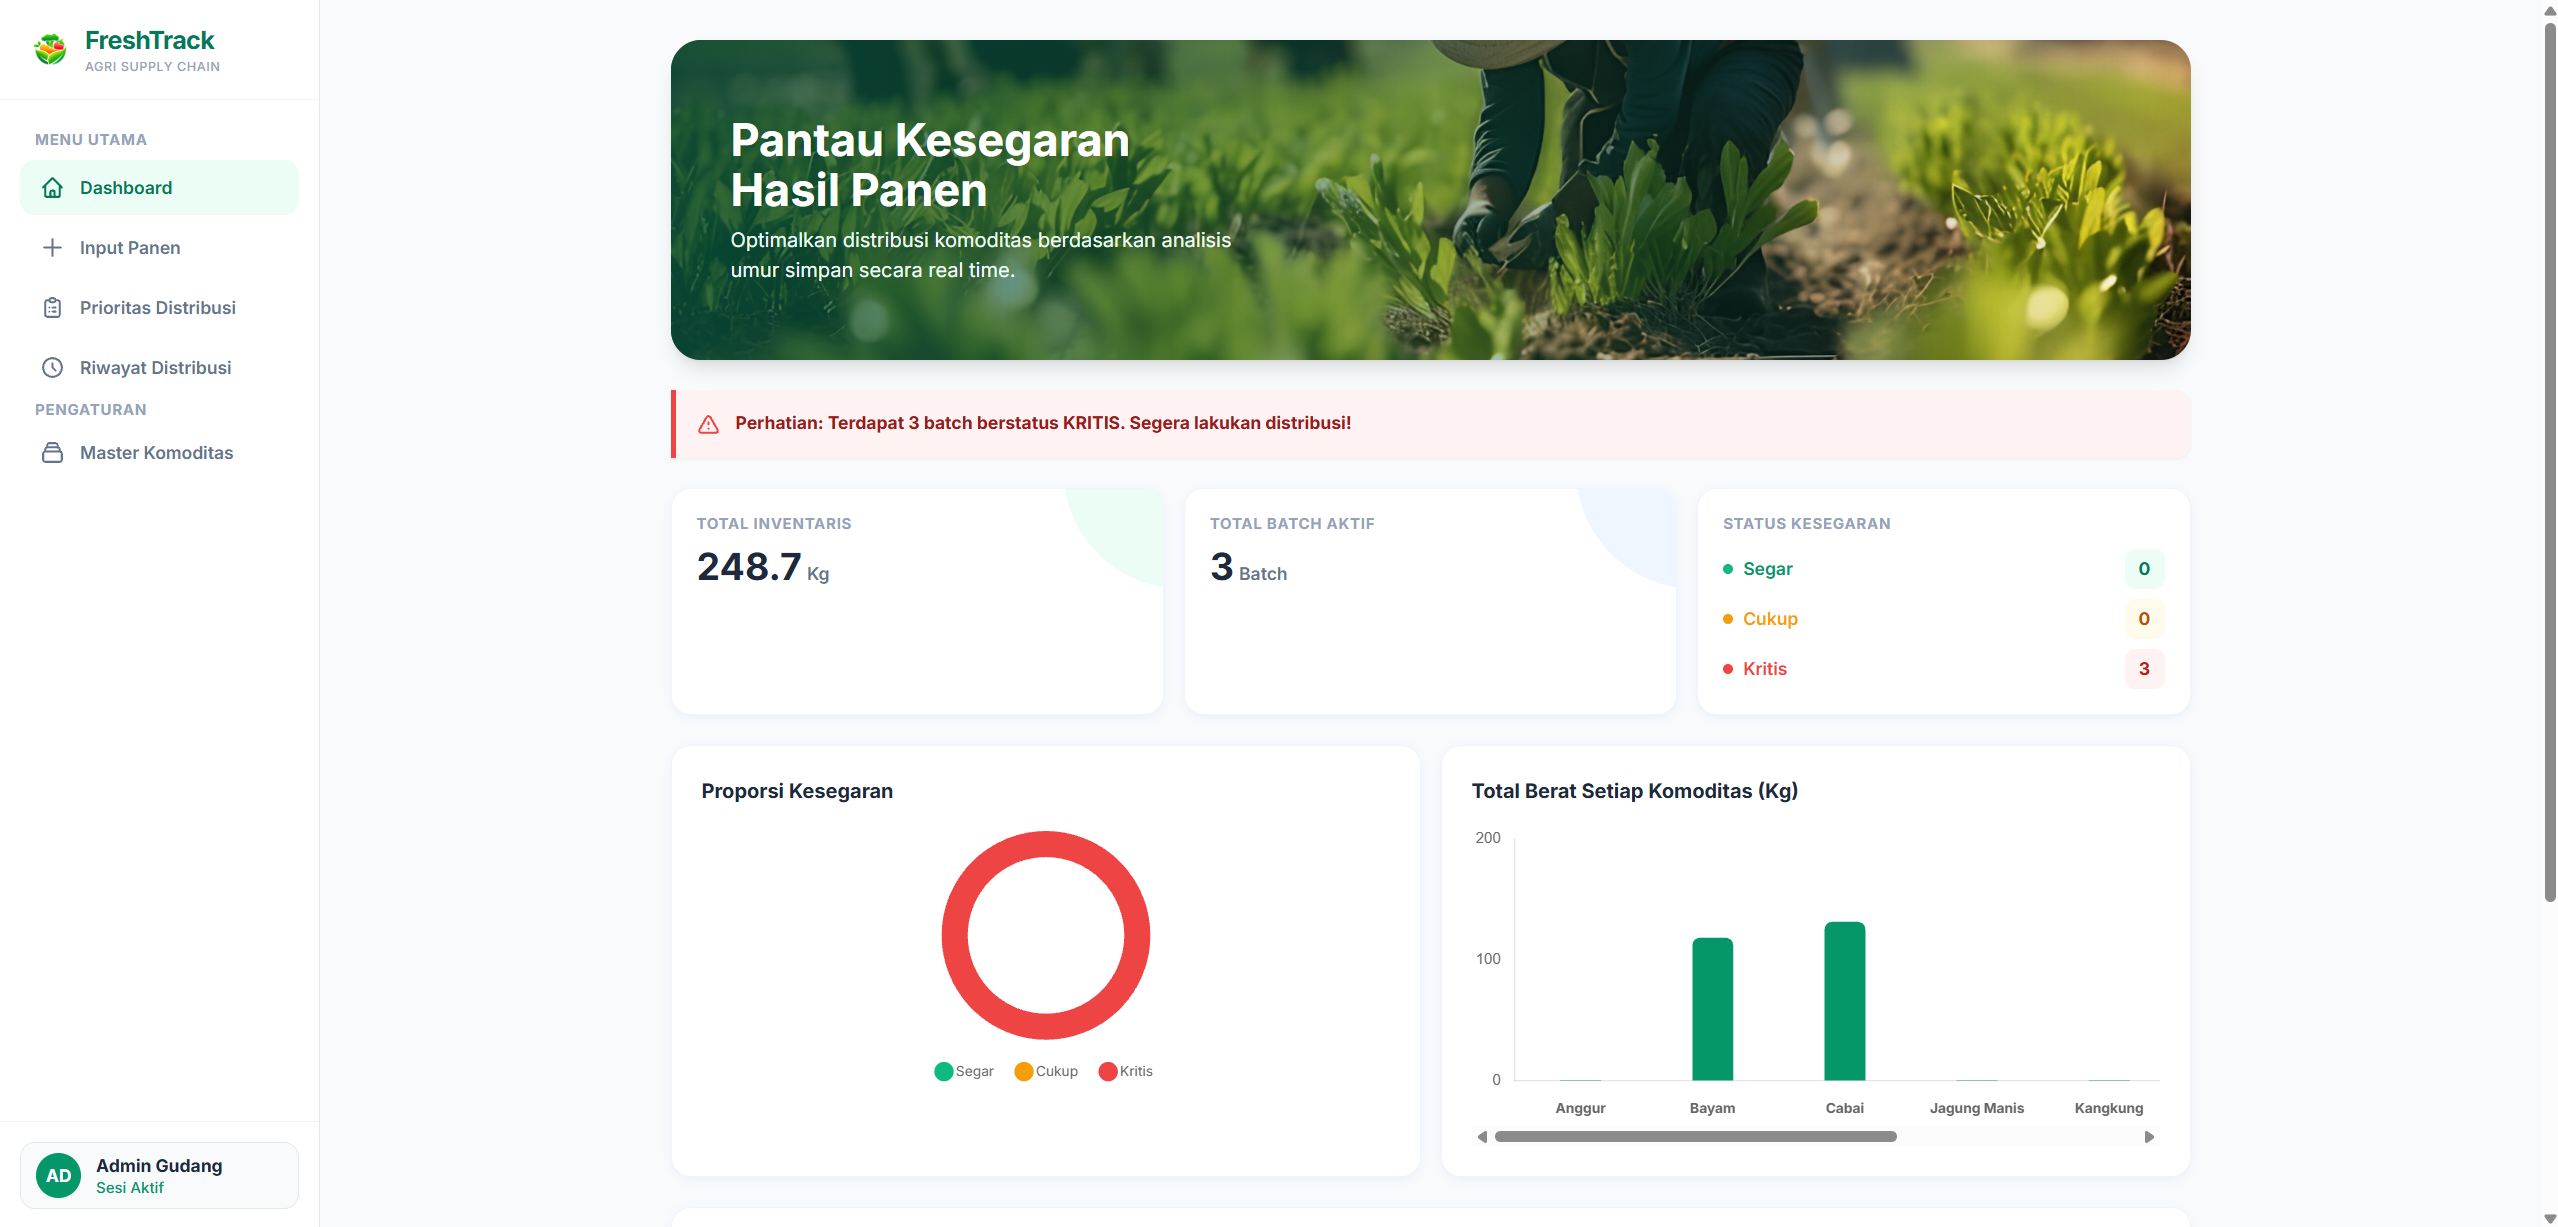 FreshTrack
AGRI SUPPLY CHAIN
MENU UTAMA
Dashboard
Input Panen
Prioritas Distribusi
Riwayat Distribusi
PENGATURAN
Master Komoditas
AD
Admin Gudang
Sesi Aktif
Pantau Kesegaran
Hasil Panen
Optimalkan distribusi komoditas berdasarkan analisis
umur simpan secara real time.
Perhatian: Terdapat 3 batch berstatus KRITIS. Segera lakukan distribusi!
TOTAL INVENTARIS
248.7 Kg
TOTAL BATCH AKTIF
3 Batch
STATUS KESEGARAN
Segar 0
Cukup 0
Kritis 3
Proporsi Kesegaran
Segar Cukup Kritis
Total Berat Setiap Komoditas (Kg)
200
100
0
Anggur Bayam Cabai Jagung Manis Kangkung